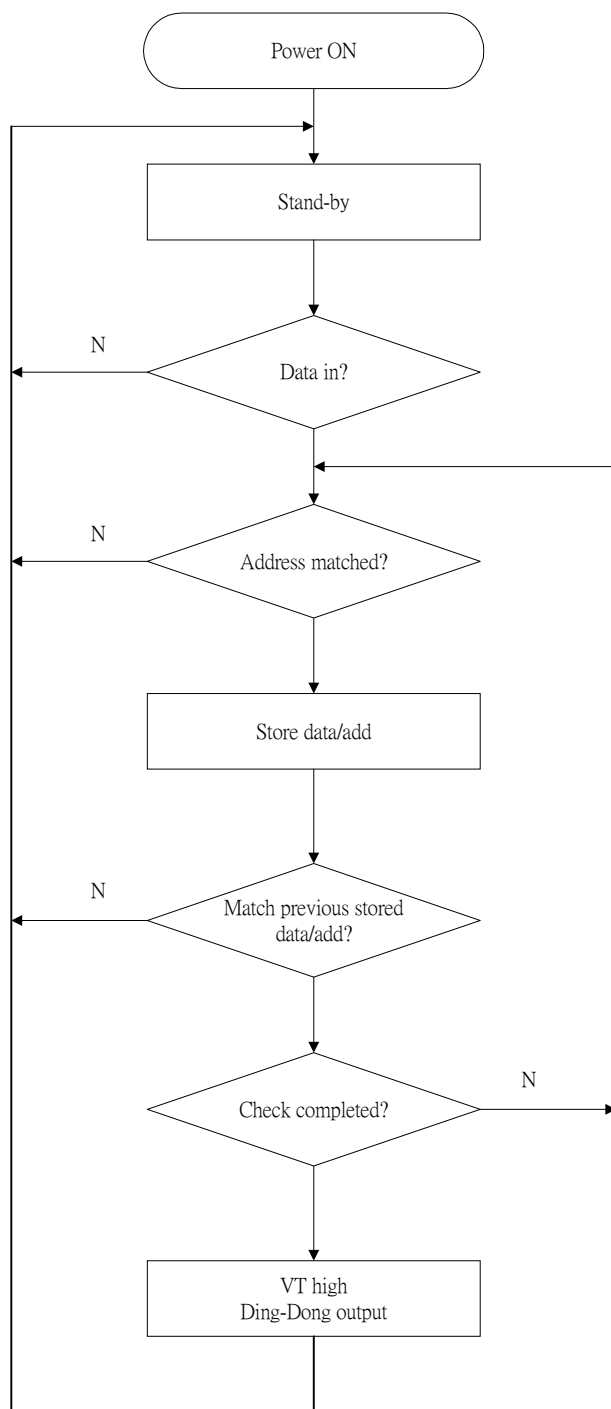 Power ON
Stand-by
N
Data in?
N
Address matched?
Store data/add
N
Match previous stored
data/add?
N
Check completed?
VT high
Ding-Dong output